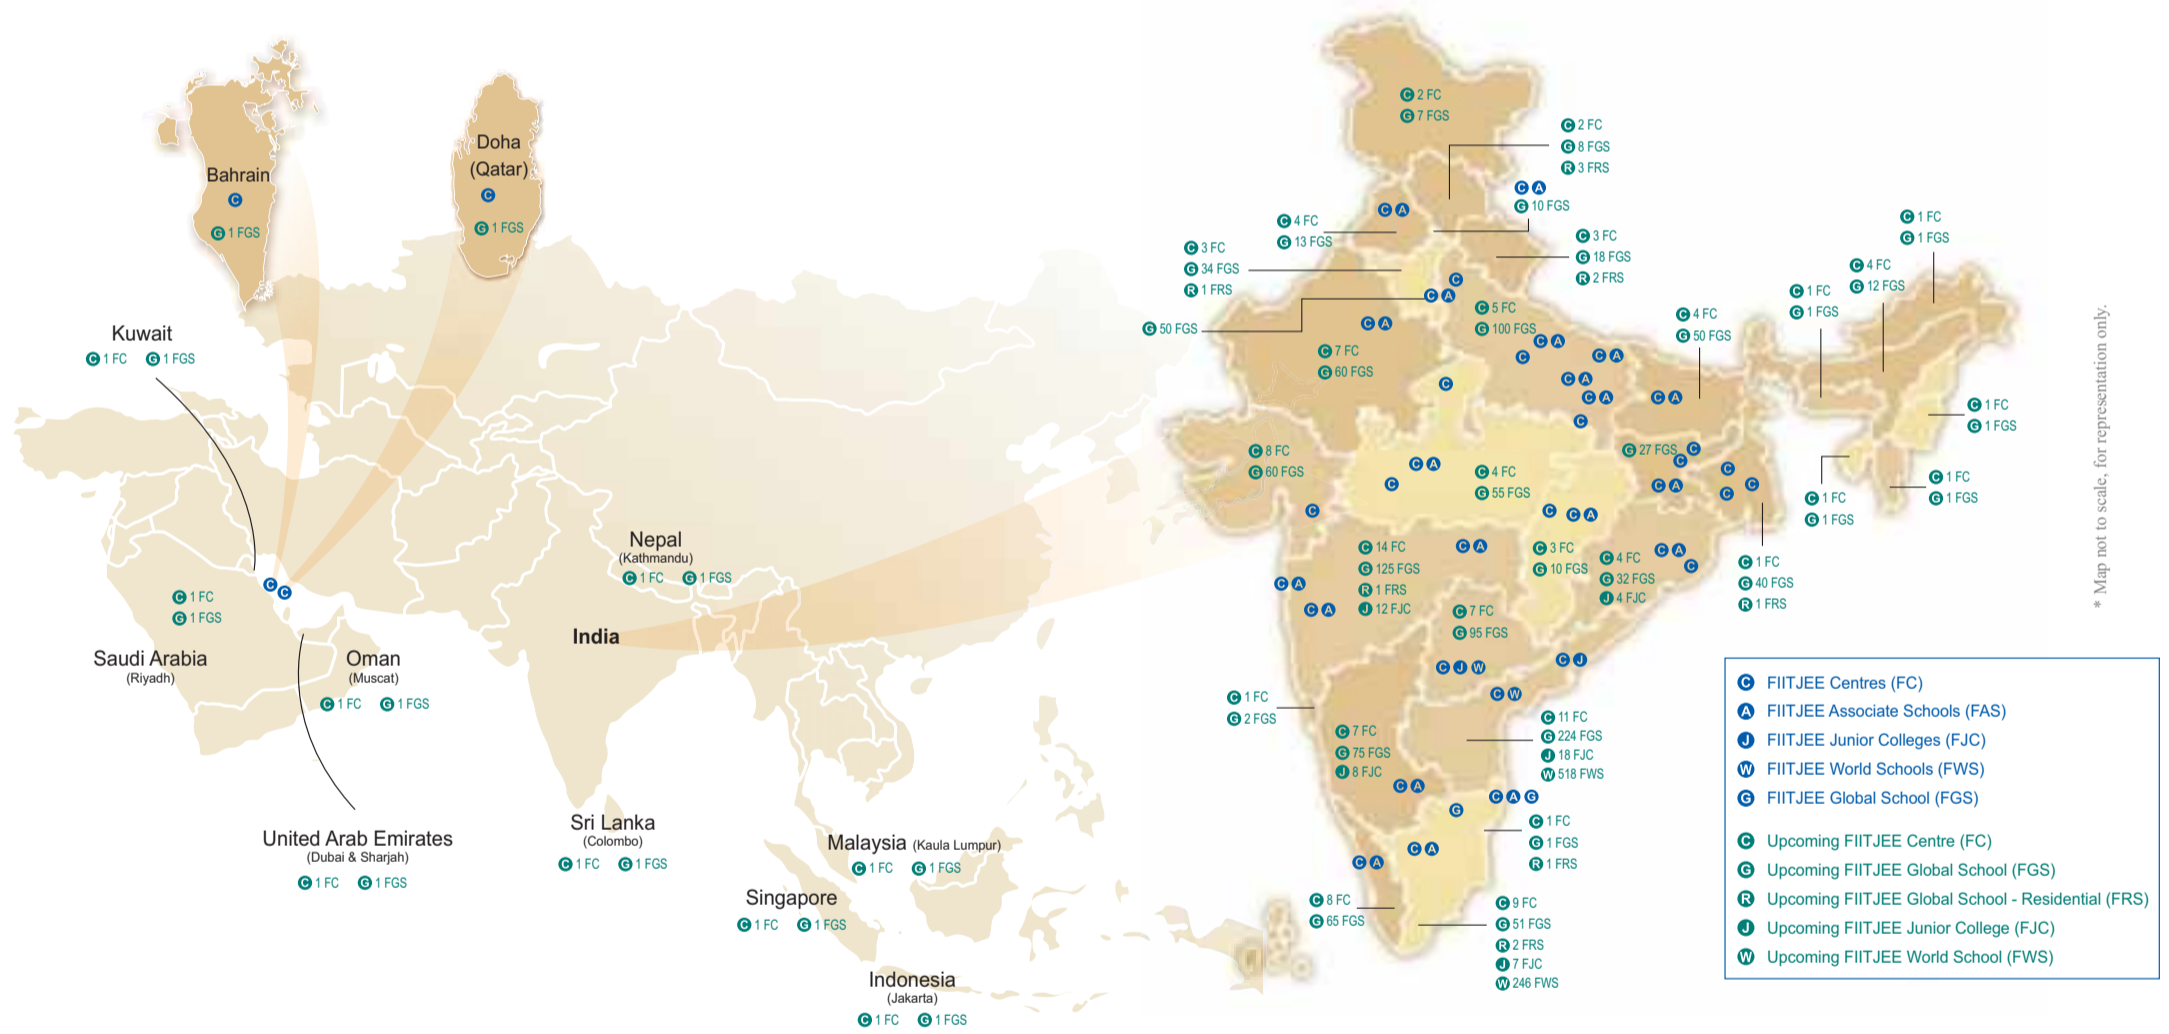 Bahrain
C
G 1 FGS
Doha
(Qatar)
C
G 1 FGS
Kuwait
C 1 FC G 1 FGS
C
C
C 1 FC
G 1 FGS
Saudi Arabia
(Riyadh)
Oman
(Muscat)
C 1 FC G 1 FGS
United Arab Emirates
(Dubai & Sharjah)
C 1 FC G 1 FGS
Nepal
(Kathmandu)
C 1 FC G 1 FGS
India
Sri Lanka
(Colombo)
C 1 FC G 1 FGS
Malaysia (Kaula Lumpur)
C 1 FC G 1 FGS
Singapore
C 1 FC G 1 FGS
Indonesia
(Jakarta)
C 1 FC G 1 FGS
C 2 FC
G 7 FGS
C 2 FC
G 8 FGS
R 3 FRS
C A
G 10 FGS
C A
C 4 FC
G 13 FGS
C 3 FC
G 18 FGS
R 2 FRS
C 3 FC
G 34 FGS
R 1 FRS
C
C A
G 50 FGS
C A
C 5 FC
G 100 FGS
C 7 FC
G 60 FGS
C A
C
C A
C A
C A
C
C
C 4 FC
G 50 FGS
C A
C 1 FC
G 1 FGS
C 4 FC
G 12 FGS
C 1 FC
G 1 FGS
C 1 FC
G 1 FGS
C 1 FC
G 1 FGS
C 1 FC
G 1 FGS
C 8 FC
G 60 FGS
C
C A
C
C 4 FC
G 55 FGS
C
C A
G 27 FGS
C
C
C A
C
C
C
C 1 FC
G 40 FGS
R 1 FRS
C 14 FC
G 125 FGS
R 1 FRS
J 12 FJC
C A
C A
C A
C 3 FC
G 10 FGS
C 4 FC
G 32 FGS
J 4 FJC
C A
C
C 7 FC
G 95 FGS
C J W
C J
C W
C 1 FC
G 2 FGS
C 7 FC
G 75 FGS
J 8 FJC
C A
C 11 FC
G 224 FGS
J 18 FJC
W 518 FWS
C A G
G
C 1 FC
G 1 FGS
R 1 FRS
C A
C A
C 8 FC
G 65 FGS
C 9 FC
G 51 FGS
R 2 FRS
J 7 FJC
W 246 FWS
* Map not to scale, for representation only.
C FIITJEE Centres (FC)
A FIITJEE Associate Schools (FAS)
J FIITJEE Junior Colleges (FJC)
W FIITJEE World Schools (FWS)
G FIITJEE Global School (FGS)
C Upcoming FIITJEE Centre (FC)
G Upcoming FIITJEE Global School (FGS)
R Upcoming FIITJEE Global School - Residential (FRS)
J Upcoming FIITJEE Junior College (FJC)
W Upcoming FIITJEE World School (FWS)